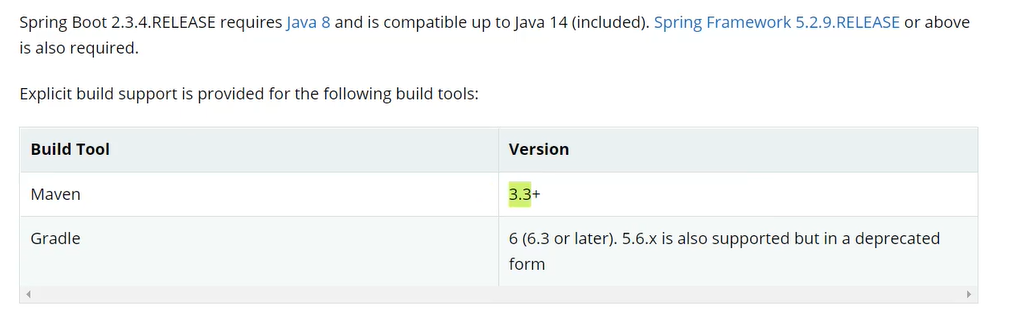 Spring Boot 2.3.4.RELEASE requires Java 8 and is compatible up to Java 14 (included). Spring Framework 5.2.9.RELEASE or above
is also required.
Explicit build support is provided for the following build tools:
Build Tool Version
Maven 3.3+
Gradle 6 (6.3 or later). 5.6.x is also supported but in a deprecated
form